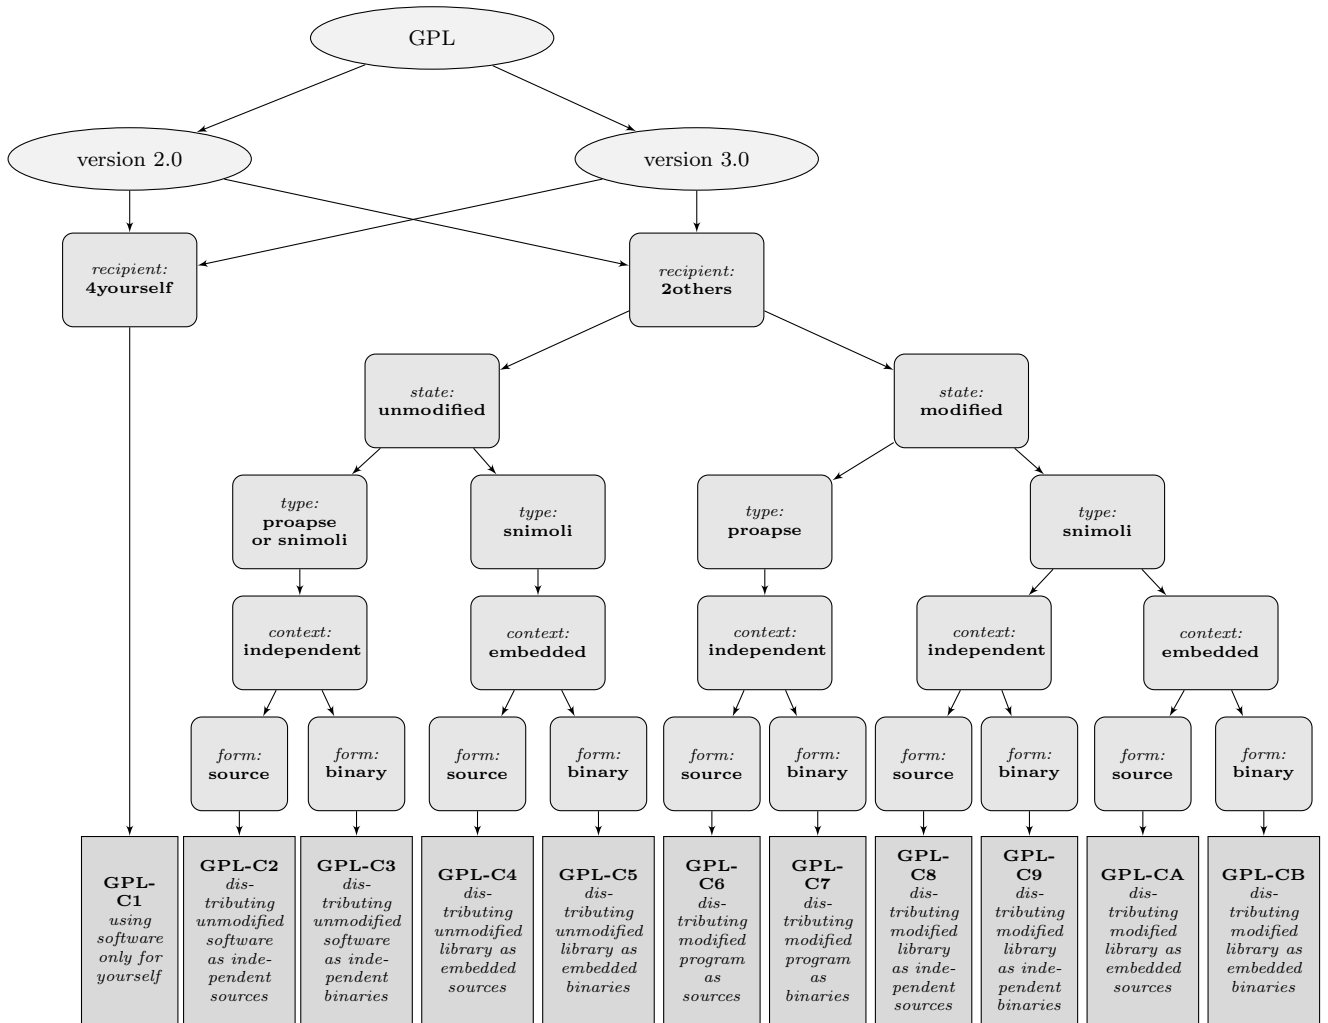 GPL
version 2.0
version 3.0
recipient:
4yourself
recipient:
2others
state:
unmodified
state:
modified
type:
proapse
or snimoli
type:
snimoli
type:
proapse
type:
snimoli
context:
independent
context:
embedded
context:
independent
context:
independent
context:
embedded
form:
source
form:
binary
form:
source
form:
binary
form:
source
form:
binary
form:
source
form:
binary
form:
source
form:
binary
GPL-
C1
using
software
only for
yourself
GPL-C2
dis-
tributing
unmodified
software
as inde-
pendent
sources
GPL-C3
dis-
tributing
unmodified
software
as inde-
pendent
binaries
GPL-C4
dis-
tributing
unmodified
library as
embedded
sources
GPL-C5
dis-
tributing
unmodified
library as
embedded
binaries
GPL-
C6
dis-
tributing
modified
program
as
sources
GPL-
C7
dis-
tributing
modified
program
as
binaries
GPL-
C8
dis-
tributing
modified
library
as inde-
pendent
sources
GPL-
C9
dis-
tributing
modified
library
as inde-
pendent
binaries
GPL-CA
dis-
tributing
modified
library as
embedded
sources
GPL-CB
dis-
tributing
modified
library as
embedded
binaries